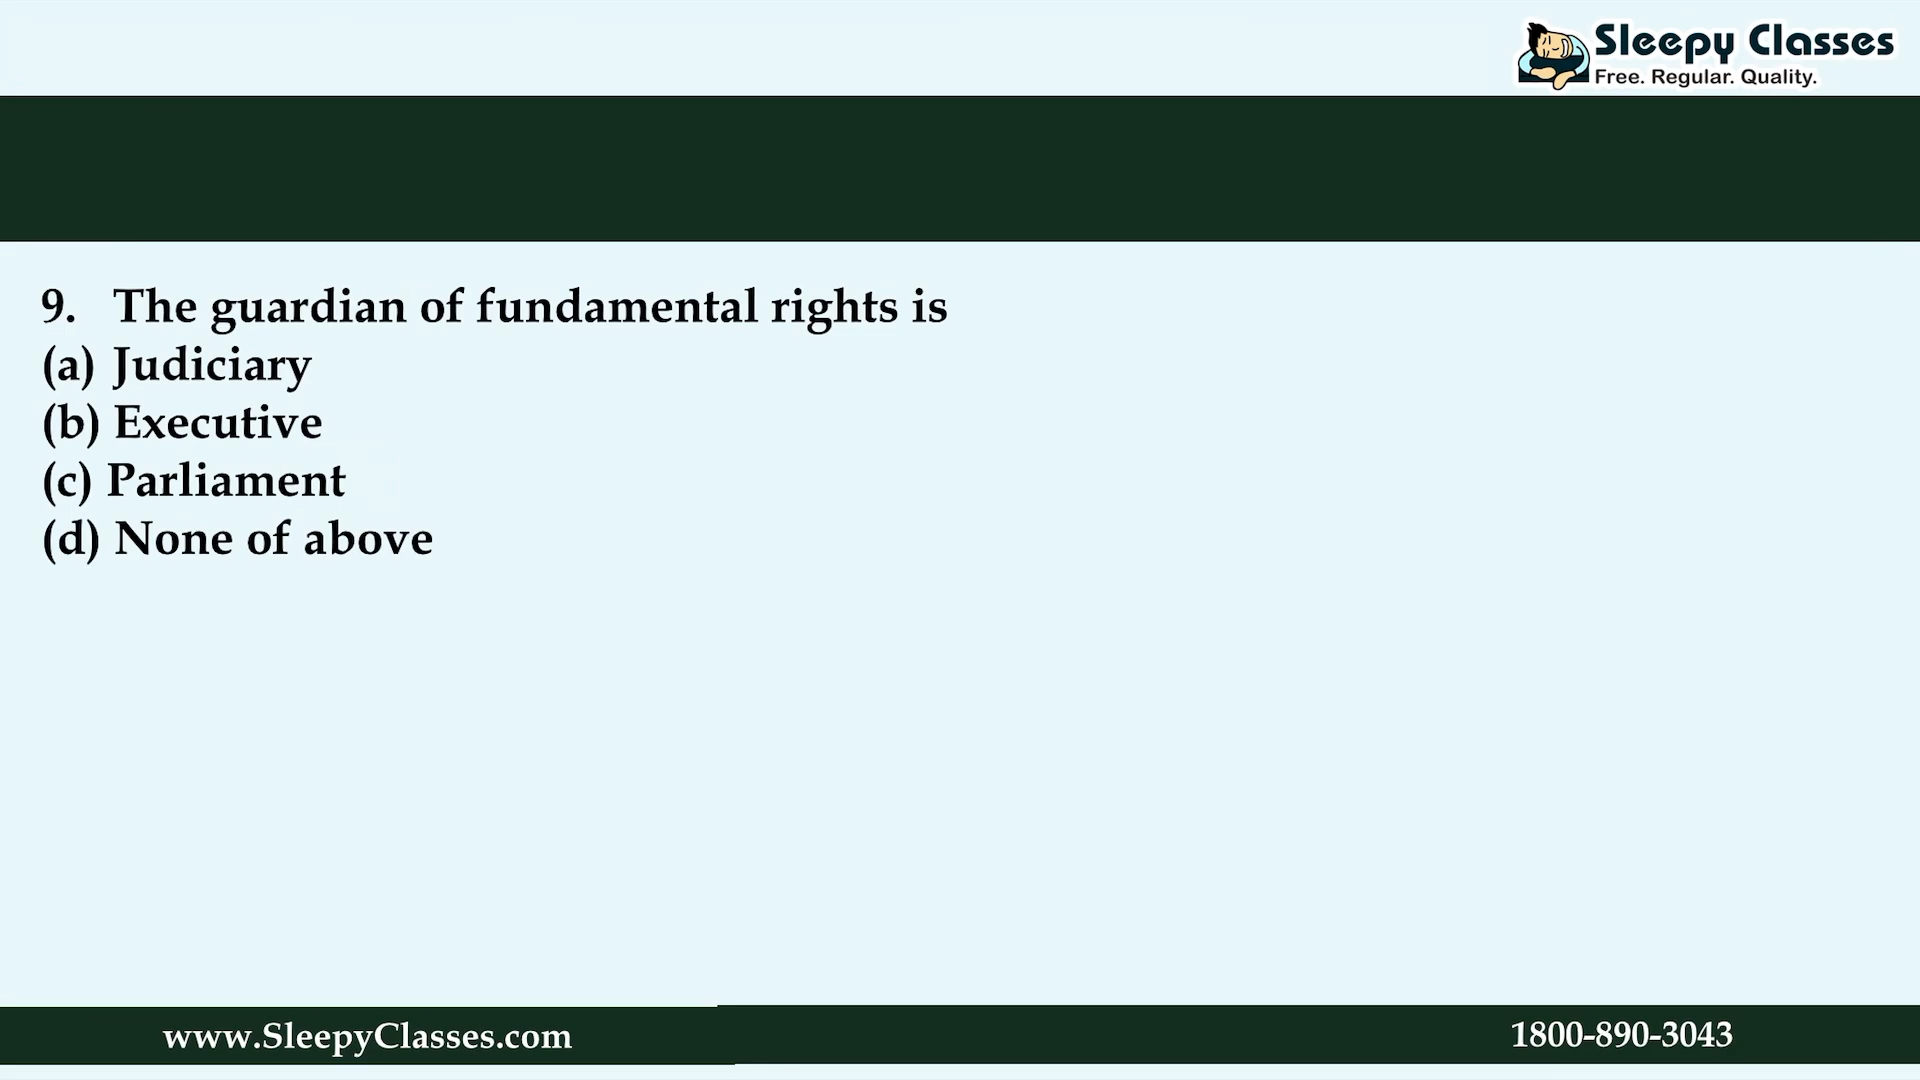 Sleepy Classes
Free. Regular. Quality.
9. The guardian of fundamental rights is
(a) Judiciary
(b) Executive
(c) Parliament
(d) None of above
www.SleepyClasses.com
1800-890-3043